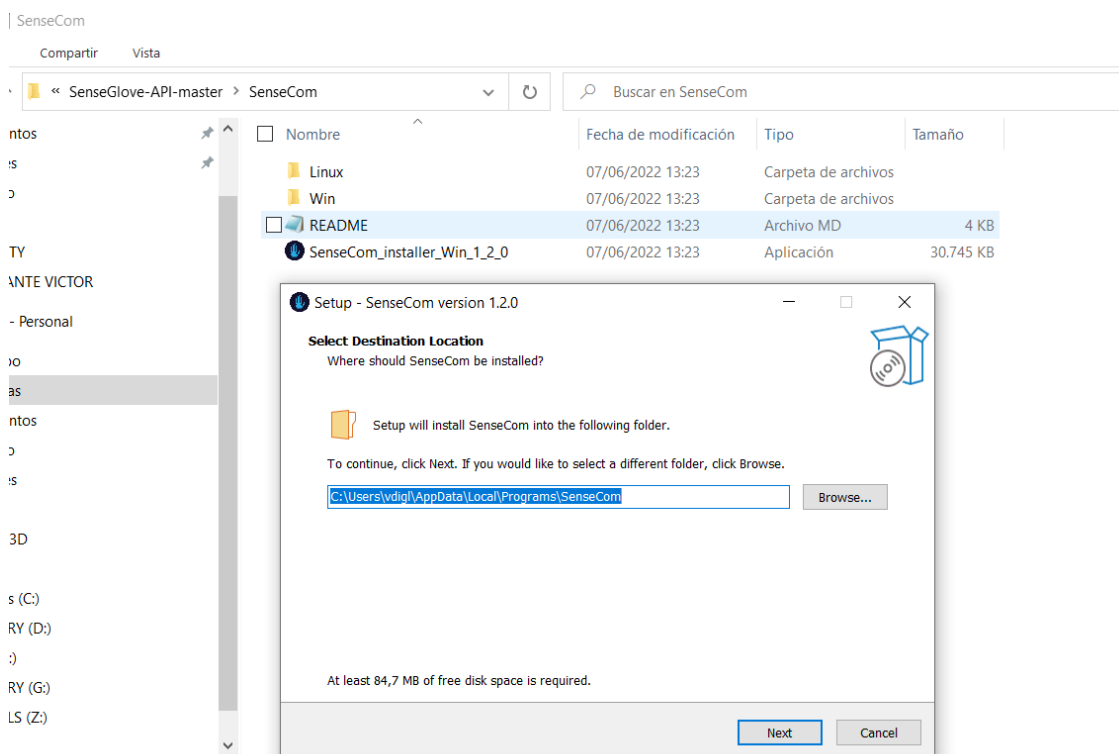 SenseCom
Compartir Vista
« SenseGlove-API-master > SenseCom
Buscar en SenseCom
Nombre Fecha de modificación Tipo Tamaño
Linux 07/06/2022 13:23 Carpeta de archivos
Win 07/06/2022 13:23 Carpeta de archivos
README 07/06/2022 13:23 Archivo MD 4 KB
SenseCom_installer_Win_1_2_0 07/06/2022 13:23 Aplicación 30.745 KB
ntos
es
o
TY
ANTE VICTOR
- Personal
po
as
ntos
o
es
3D
s (C:)
RY (D:)
:)
RY (G:)
LS (Z:)
Setup - SenseCom version 1.2.0
Select Destination Location
Where should SenseCom be installed?
Setup will install SenseCom into the following folder.
To continue, click Next. If you would like to select a different folder, click Browse.
C:\Users\vdigl\AppData\Local\Programs\SenseCom
Browse...
At least 84,7 MB of free disk space is required.
Next Cancel